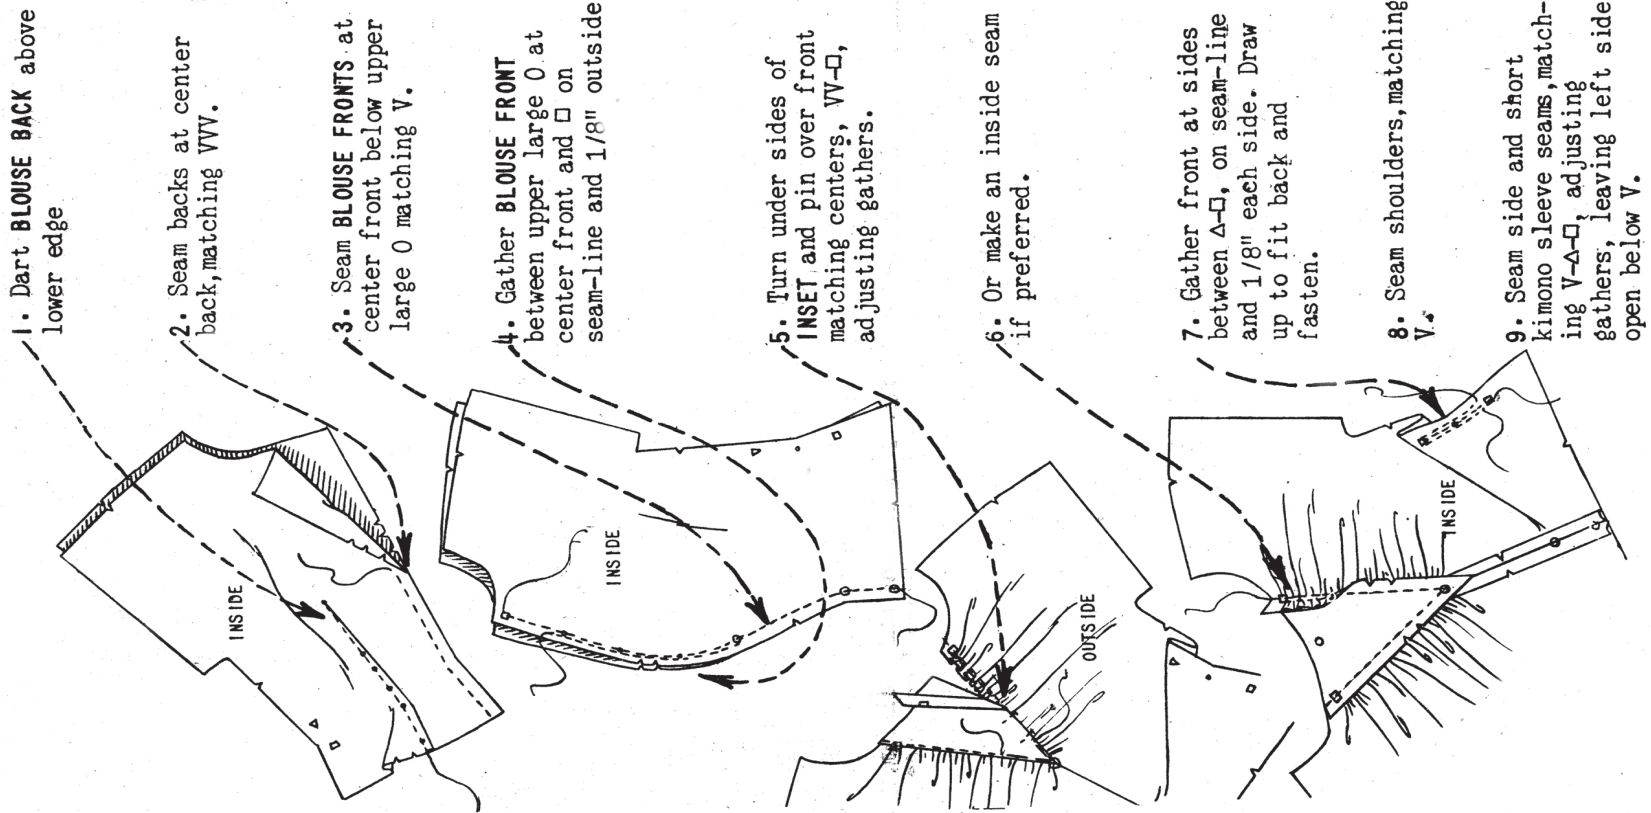 1. Dart BLOUSE BACK above
lower edge
2. Seam backs at center
back,matching VVV.
3. Seam BLOUSE FRONTS at
center front below upper
large O matching V.
4. Gather BLOUSE FRONT
between upper large O at
center front and □ on
seam-line and 1/8" outside
5. Turn under sides of
INSET and pin over front
matching centers, VV-□,
adjusting gathers.
6. Or make an inside seam
if preferred.
7. Gather front at sides
between Δ-□, on seam-line
and 1/8" each side. Draw
up to fit back and
fasten.
8. Seam shoulders,matching
V.
9. Seam side and short
kimono sleeve seams,match-
ing V-Δ-□, adjusting
gathers, leaving left side
open below V.
INSIDE
INSIDE
OUTSIDE
INSIDE